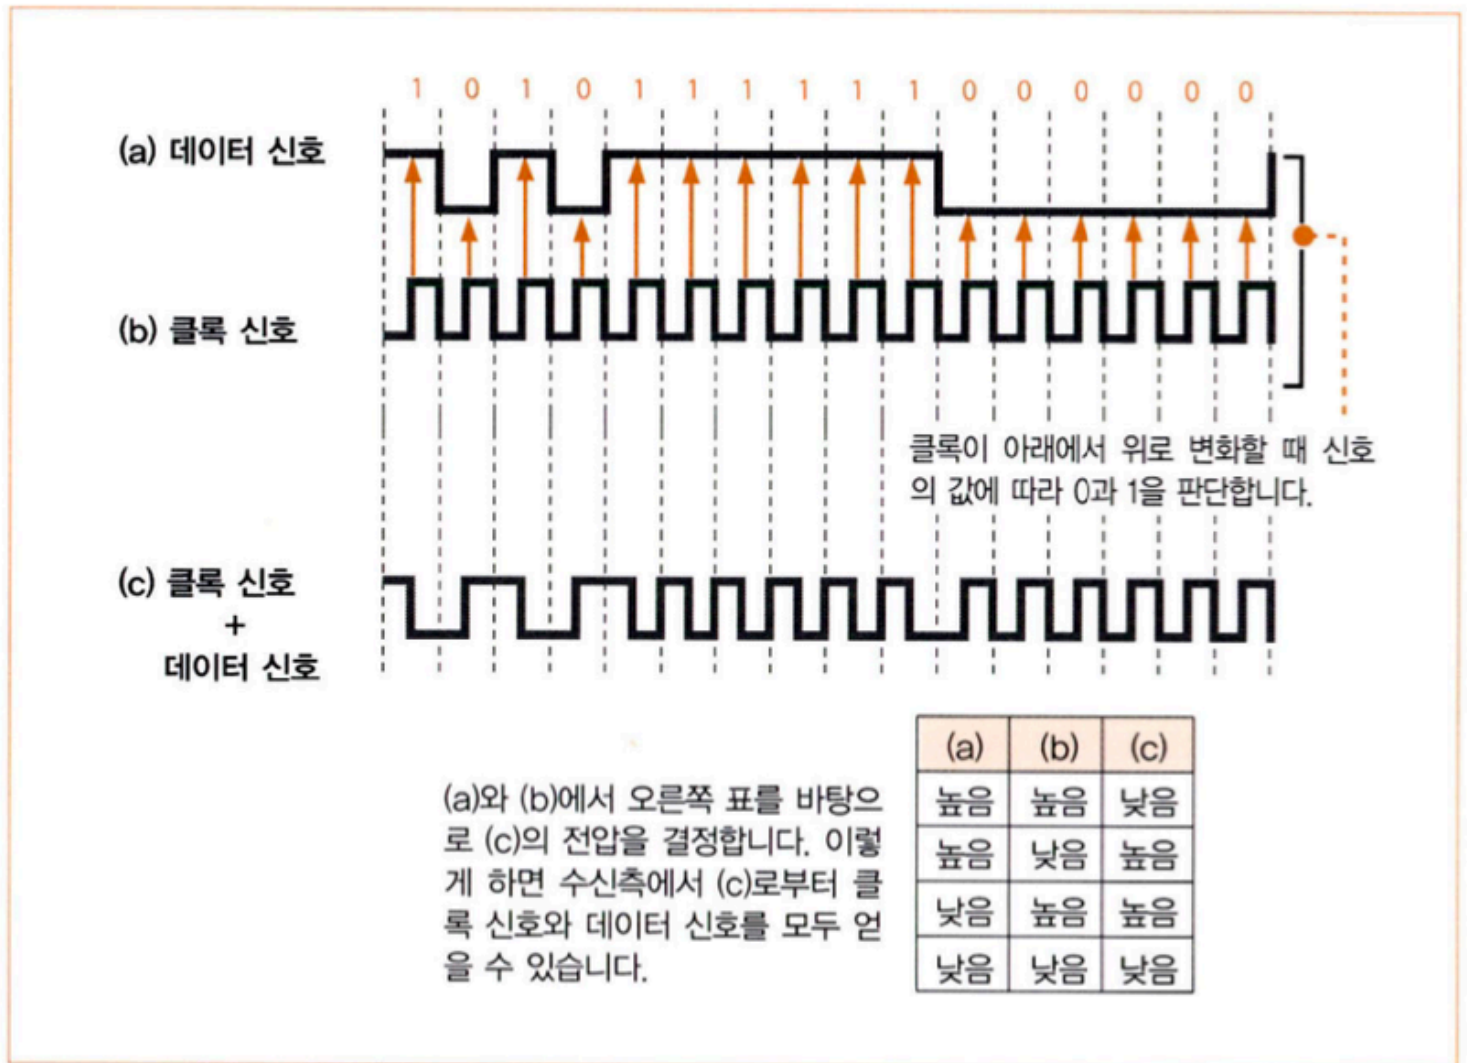 1 0 1 0 1 1 1 1 1 1 0 0 0 0 0 0
(a) 데이터 신호
(b) 클록 신호
클록이 아래에서 위로 변화할 때 신호
의 값에 따라 0과 1을 판단합니다.
(c) 클록 신호
+
데이터 신호
(a)와 (b)에서 오른쪽 표를 바탕으
로 (c)의 전압을 결정합니다. 이렇
게 하면 수신측에서 (c)로부터 클
록 신호와 데이터 신호를 모두 얻
을 수 있습니다.
(a) (b) (c)
높음 높음 낮음
높음 낮음 높음
낮음 높음 높음
낮음 낮음 낮음